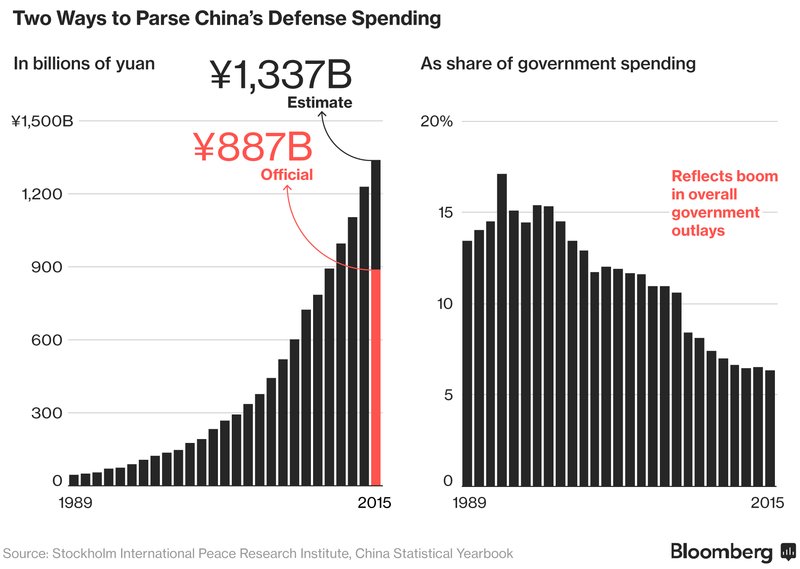 Two Ways to Parse China's Defense Spending
In billions of yuan
¥1,337B
Estimate
¥887B
Official
¥1,500B
1,200
900
600
300
0
1989
2015
As share of government spending
20%
15
10
5
0
Reflects boom
in overall
government
outlays
1989
2015
Source: Stockholm International Peace Research Institute, China Statistical Yearbook
Bloomberg